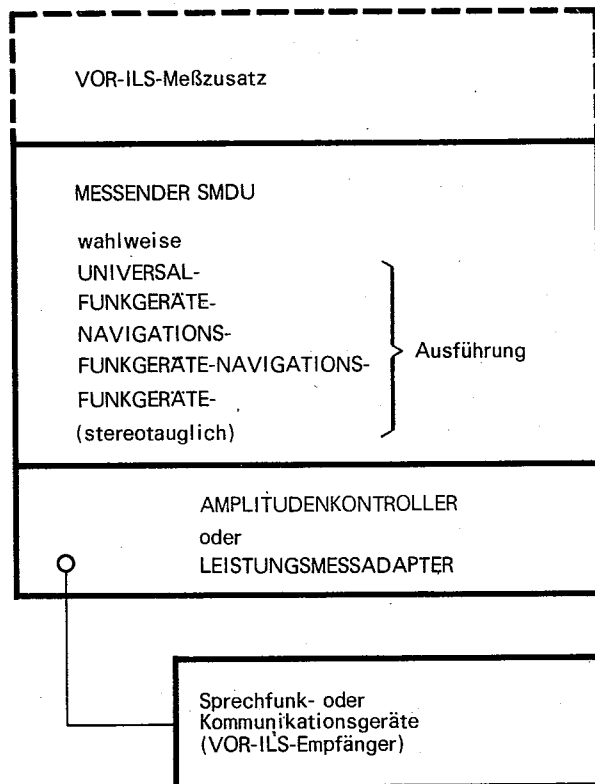 VOR-ILS-Meßzusatz
MESSENDER SMDU
wahlweise
UNIVERSAL-
FUNKGERÄTE-
NAVIGATIONS-
FUNKGERÄTE-NAVIGATIONS-
FUNKGERÄTE-
(stereotauglich)
Ausführung
AMPLITUDENKONTROLLER
oder
LEISTUNGSMESSADAPTER
Sprechfunk- oder
Kommunikationsgeräte
(VOR-ILS-Empfänger)